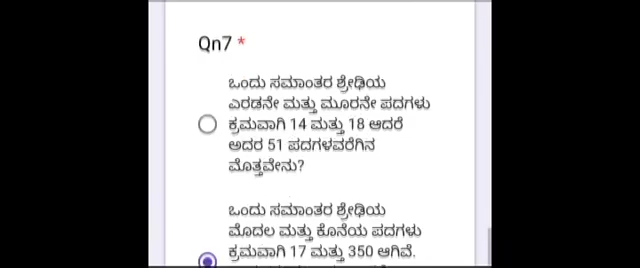 Qn7 *
ಒಂದು ಸಮಾಂತರ ಶ್ರೇಢಿಯ
ಎರಡನೇ ಮತ್ತು ಮೂರನೇ ಪದಗಳು
ಕ್ರಮವಾಗಿ 14 ಮತ್ತು 18 ಆದರೆ
ಅದರ 51 ಪದಗಳವರೆಗಿನ
ಮೊತ್ತವೇನು?
ಒಂದು ಸಮಾಂತರ ಶ್ರೇಢಿಯ
ಮೊದಲ ಮತ್ತು ಕೊನೆಯ ಪದಗಳು
ಕ್ರಮವಾಗಿ 17 ಮತ್ತು 350 ಆಗಿವೆ.